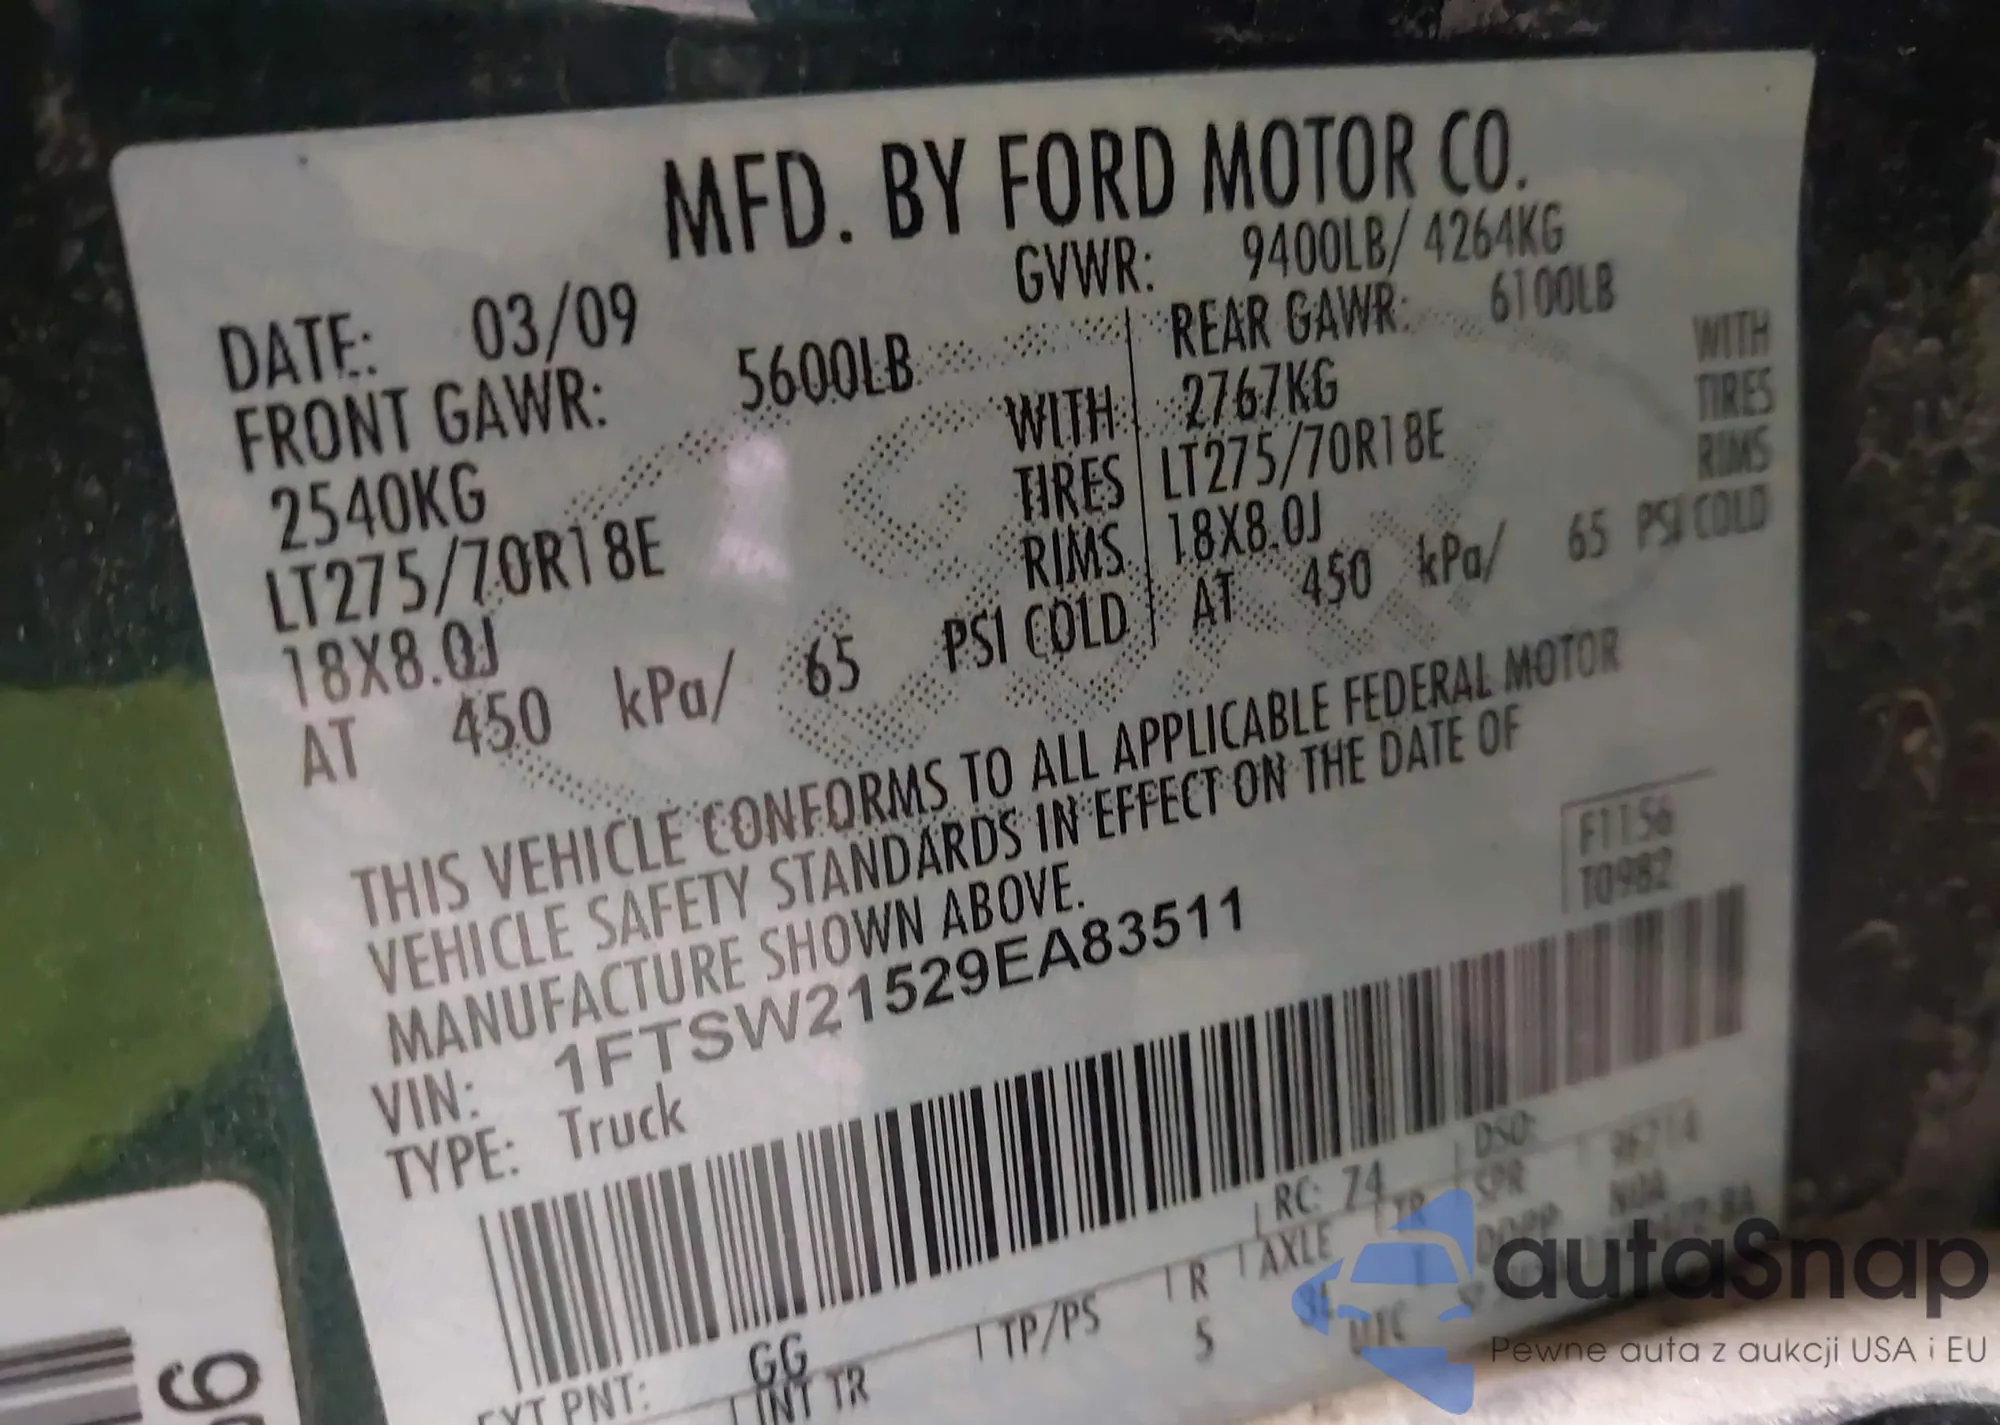 MFD. BY FORD MOTOR CO.
DATE: 03/09 GVWR: 9400LB/ 4264KG
FRONT GAWR: 5600LB REAR GAWR: 6100LB
2540KG WITH 2767KG WITH
LT275/70R18E TIRES LT275/70R18E TIRES
18X8.0J RIMS 18X8.0J RIMS
AT 450 kPa/ 65 PSI COLD AT 450 kPa/ 65 PSI COLD
THIS VEHICLE CONFORMS TO ALL APPLICABLE FEDERAL MOTOR
VEHICLE SAFETY STANDARDS IN EFFECT ON THE DATE OF
MANUFACTURE SHOWN ABOVE.
F1156
T0982
VIN: 1FTSW21529EA83511
TYPE: Truck
EXT PNT: GG RC: 74 DSO:
INT TR TP/PS R AXLE TR SPR
5
autaSnap
Pewne auta z aukcji USA i EU